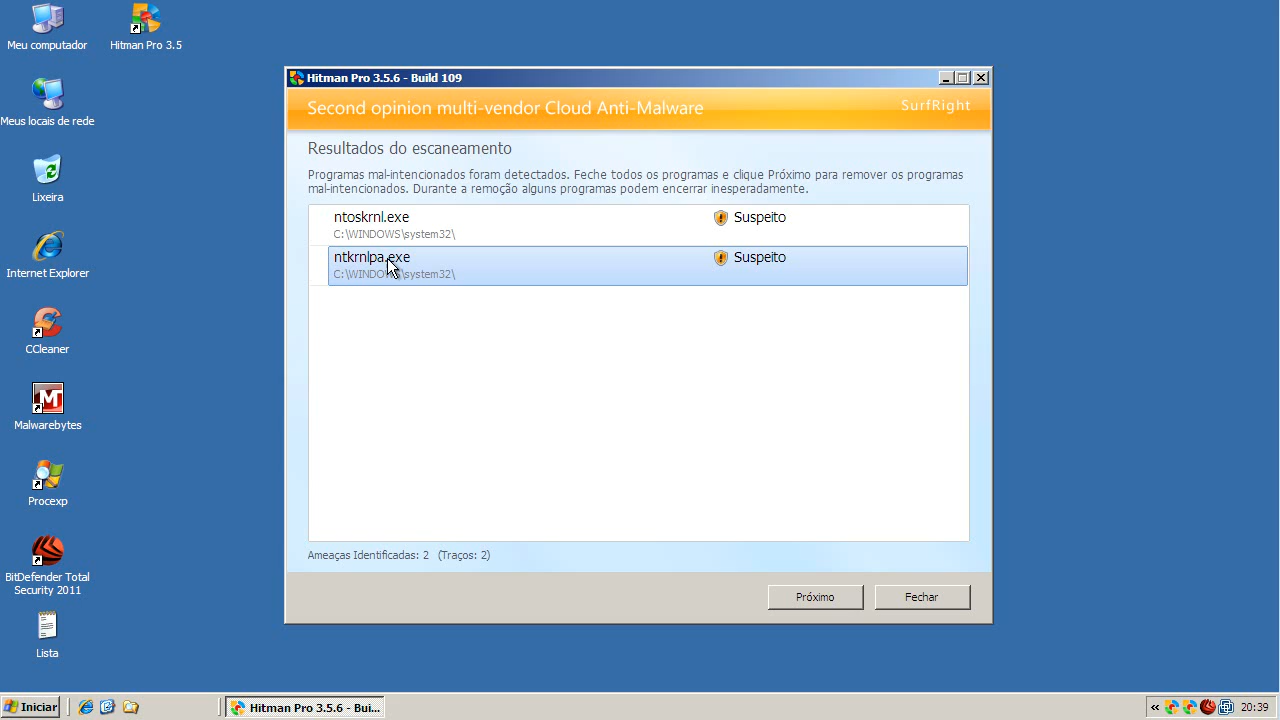 Meu computador
Hitman Pro 3.5
Meus locais de rede
Lixeira
Internet Explorer
CCleaner
Malwarebytes
Procexp
BitDefender Total
Security 2011
Lista
Hitman Pro 3.5.6 - Build 109
Second opinion multi-vendor Cloud Anti-Malware
SurfRight
Resultados do escaneamento
Programas mal-intencionados foram detectados. Feche todos os programas e clique Próximo para remover os programas
mal-intencionados. Durante a remoção alguns programas podem encerrar inesperadamente.
ntoskrnl.exe
Suspeito
C:\WINDOWS\system32\
ntkrnlpa.exe
Suspeito
C:\WINDOWS\system32\
Ameaças Identificadas: 2 (Traços: 2)
Próximo
Fechar
Iniciar
Hitman Pro 3.5.6 - Bui...
20:39